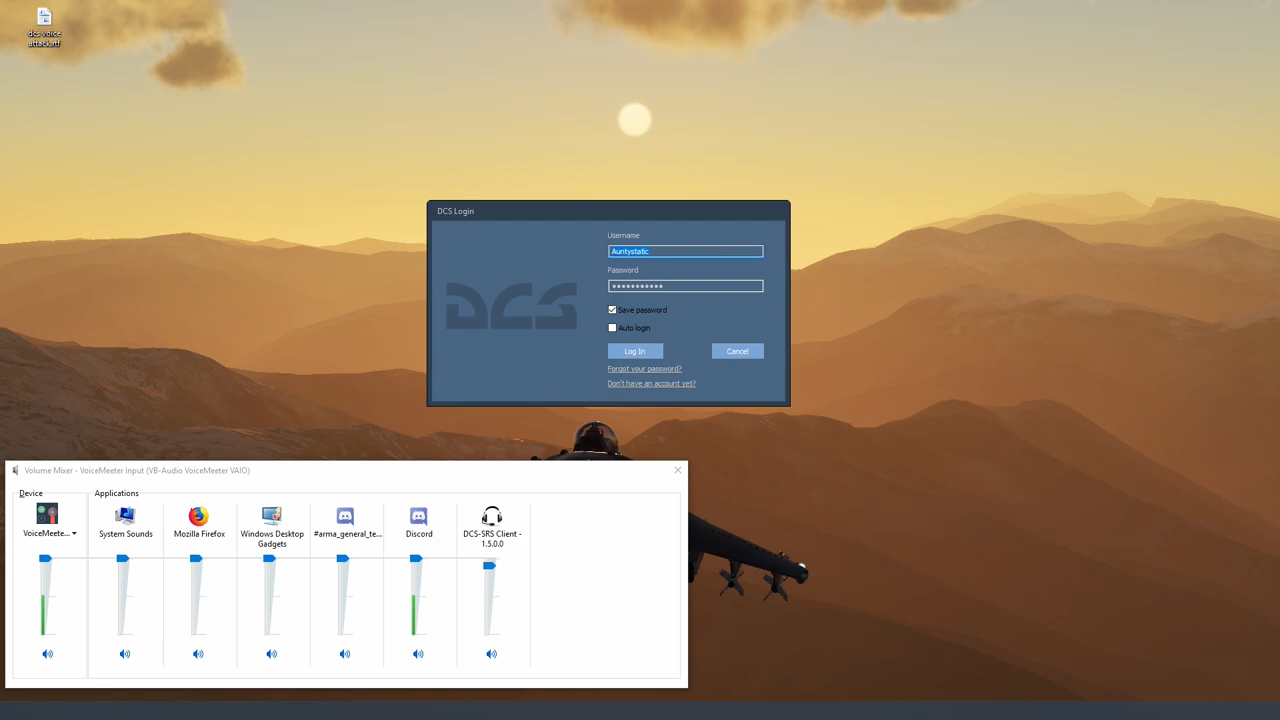 dcs voice
attack.rtf
DCS Login
Username
Auntystatic
Password
DCS
Save password
Auto login
Log In
Cancel
Forgot your password?
Don't have an account yet?
Volume Mixer - VoiceMeeter Input (VB-Audio VoiceMeeter VAIO)
Device
Applications
VoiceMeete...
System Sounds
Mozilla Firefox
Windows Desktop
Gadgets
#arma_general_te...
Discord
DCS-SRS Client -
1.5.0.0